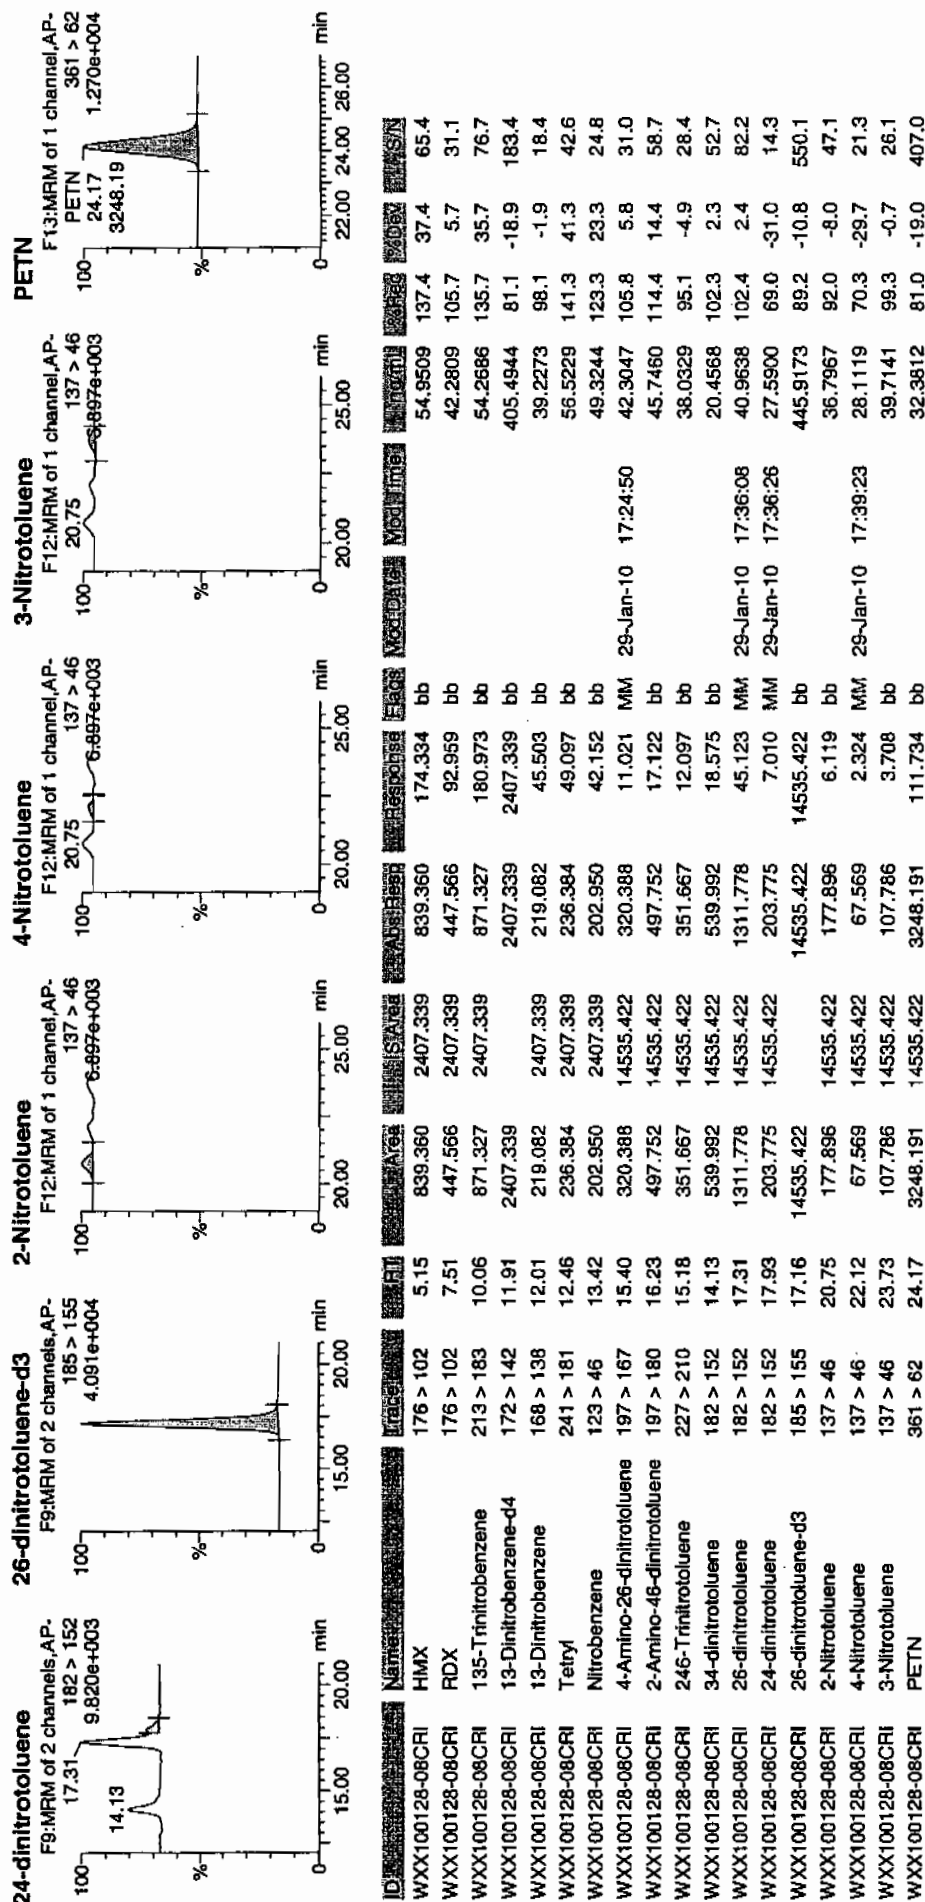 24-dinitrotoluene
F9:MRM of 2 channels,AP-
182 > 152
9.820e+003
17.31
14.13
100
%
0
15.00 20.00 min
26-dinitrotoluene-d3
F9:MRM of 2 channels,AP-
185 > 155
4.091e+004
100
%
0
15.00 20.00 min
2-Nitrotoluene
F12:MRM of 1 channel,AP-
137 > 46
6.897e+003
100
%
0
20.00 25.00 min
4-Nitrotoluene
F12:MRM of 1 channel,AP-
137 > 46
6.897e+003
20.75
100
%
0
20.00 25.00 min
3-Nitrotoluene
F12:MRM of 1 channel,AP-
137 > 46
6.897e+003
20.75
100
%
0
20.00 25.00 min
PETN
F13:MRM of 1 channel,AP-
361 > 62
1.270e+004
PETN
24.17
3248.19
100
%
0
22.00 24.00 26.00 min
ID Name Trace RT Area IS Area Abs.Resp Response Flags Mod.Date Mod.Time ng/mL %Rec %Dev S/N
WXX100128-08CRI HMX 176 > 102 5.15 839.360 2407.339 839.360 174.334 bb 54.9509 137.4 37.4 65.4
WXX100128-08CRI RDX 176 > 102 7.51 447.566 2407.339 447.566 92.959 bb 42.2809 105.7 5.7 31.1
WXX100128-08CRI 135-Trinitrobenzene 213 > 183 10.06 871.327 2407.339 871.327 180.973 bb 54.2686 135.7 35.7 76.7
WXX100128-08CRI 13-Dinitrobenzene-d4 172 > 142 11.91 2407.339 2407.339 2407.339 bb 405.4944 81.1 -18.9 183.4
WXX100128-08CRI 13-Dinitrobenzene 168 > 138 12.01 219.082 2407.339 219.082 45.503 bb 39.2273 98.1 -1.9 18.4
WXX100128-08CRI Tetryl 241 > 181 12.46 236.384 2407.339 236.384 49.097 bb 56.5229 141.3 41.3 42.6
WXX100128-08CRI Nitrobenzene 123 > 46 13.42 202.950 2407.339 202.950 42.152 bb 49.3244 123.3 23.3 24.8
WXX100128-08CRI 4-Amino-26-dinitrotoluene 197 > 167 15.40 320.388 14535.422 320.388 11.021 MM 29-Jan-10 17:24:50 42.3047 105.8 5.8 31.0
WXX100128-08CRI 2-Amino-46-dinitrotoluene 197 > 180 16.23 497.752 14535.422 497.752 17.122 bb 45.7460 114.4 14.4 58.7
WXX100128-08CRI 246-Trinitrotoluene 227 > 210 15.18 351.667 14535.422 351.667 12.097 bb 38.0329 95.1 -4.9 28.4
WXX100128-08CRI 34-dinitrotoluene 182 > 152 14.13 539.992 14535.422 539.992 18.575 bb 20.4568 102.3 2.3 52.7
WXX100128-08CRI 26-dinitrotoluene 182 > 152 17.31 1311.778 14535.422 1311.778 45.123 MM 29-Jan-10 17:36:08 40.9638 102.4 2.4 82.2
WXX100128-08CRI 24-dinitrotoluene 182 > 152 17.93 203.775 14535.422 203.775 7.010 MM 29-Jan-10 17:36:26 27.5900 69.0 -31.0 14.3
WXX100128-08CRI 26-dinitrotoluene-d3 185 > 155 17.16 14535.422 14535.422 14535.422 bb 445.9173 89.2 -10.8 550.1
WXX100128-08CRI 2-Nitrotoluene 137 > 46 20.75 177.896 14535.422 177.896 6.119 bb 36.7967 92.0 -8.0 47.1
WXX100128-08CRI 4-Nitrotoluene 137 > 46 22.12 67.569 14535.422 67.569 2.324 MM 29-Jan-10 17:39:23 28.1119 70.3 -29.7 21.3
WXX100128-08CRI 3-Nitrotoluene 137 > 46 23.73 107.786 14535.422 107.786 3.708 bb 39.7141 99.3 -0.7 26.1
WXX100128-08CRI PETN 361 > 62 24.17 3248.191 14535.422 3248.191 111.734 bb 32.3812 81.0 -19.0 407.0